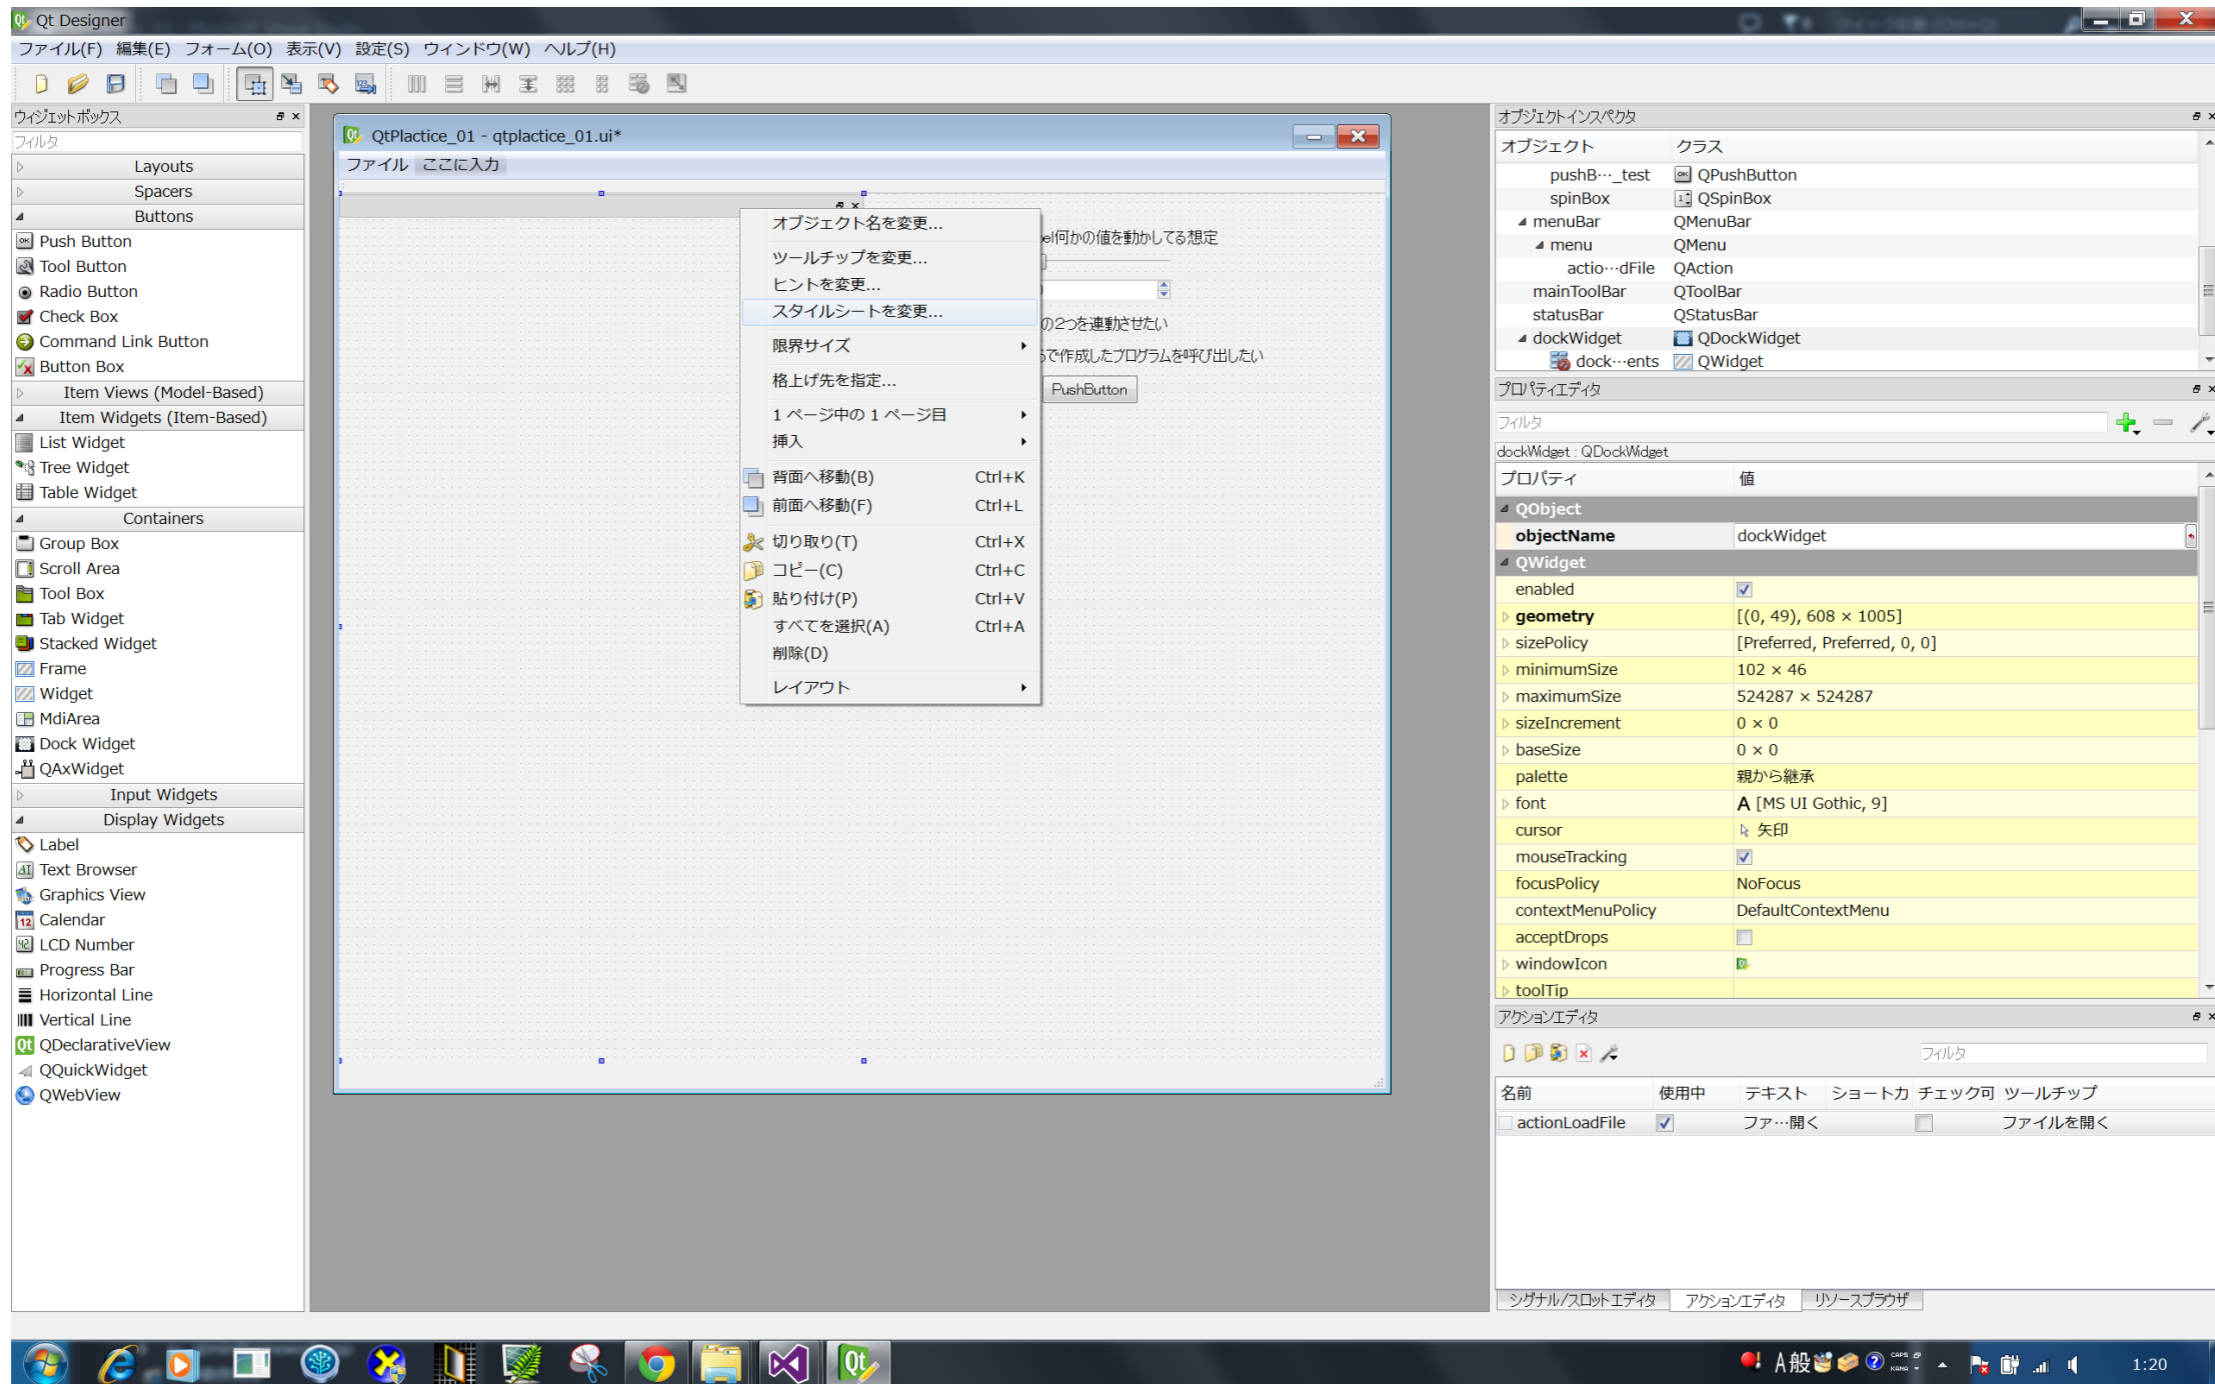 Qt Designer
ファイル(F) 編集(E) フォーム(O) 表示(V) 設定(S) ウィンドウ(W) ヘルプ(H)
ウィジェットボックス
フィルタ
Layouts
Spacers
Buttons
Push Button
Tool Button
Radio Button
Check Box
Command Link Button
Button Box
Item Views (Model-Based)
Item Widgets (Item-Based)
List Widget
Tree Widget
Table Widget
Containers
Group Box
Scroll Area
Tool Box
Tab Widget
Stacked Widget
Frame
Widget
MdiArea
Dock Widget
QAxWidget
Input Widgets
Display Widgets
Label
Text Browser
Graphics View
Calendar
LCD Number
Progress Bar
Horizontal Line
Vertical Line
QDeclarativeView
QQuickWidget
QWebView
QtPlactice_01 - qtplactice_01.ui*
ファイル ここに入力
el何かの値を動かしてる想定
の2つを連動させたい
で作成したプログラムを呼び出したい
PushButton
オブジェクト名を変更...
ツールチップを変更...
ヒントを変更...
スタイルシートを変更...
限界サイズ
格上げ先を指定...
1 ページ中の 1 ページ目
挿入
背面へ移動(B) Ctrl+K
前面へ移動(F) Ctrl+L
切り取り(T) Ctrl+X
コピー(C) Ctrl+C
貼り付け(P) Ctrl+V
すべてを選択(A) Ctrl+A
削除(D)
レイアウト
オブジェクトインスペクタ
オブジェクト クラス
pushB…_test QPushButton
spinBox QSpinBox
menuBar QMenuBar
menu QMenu
actio…dFile QAction
mainToolBar QToolBar
statusBar QStatusBar
dockWidget QDockWidget
dock…ents QWidget
プロパティエディタ
フィルタ
dockWidget : QDockWidget
プロパティ 値
QObject
objectName dockWidget
QWidget
enabled
geometry [(0, 49), 608 × 1005]
sizePolicy [Preferred, Preferred, 0, 0]
minimumSize 102 × 46
maximumSize 524287 × 524287
sizeIncrement 0 × 0
baseSize 0 × 0
palette 親から継承
font A [MS UI Gothic, 9]
cursor 矢印
mouseTracking
focusPolicy NoFocus
contextMenuPolicy DefaultContextMenu
acceptDrops
windowIcon
toolTip
アクションエディタ
フィルタ
名前 使用中 テキスト ショートカ チェック可 ツールチップ
actionLoadFile ファ…開く ファイルを開く
シグナル/スロットエディタ アクションエディタ リソースブラウザ
A般 CAPS KANA 1:20